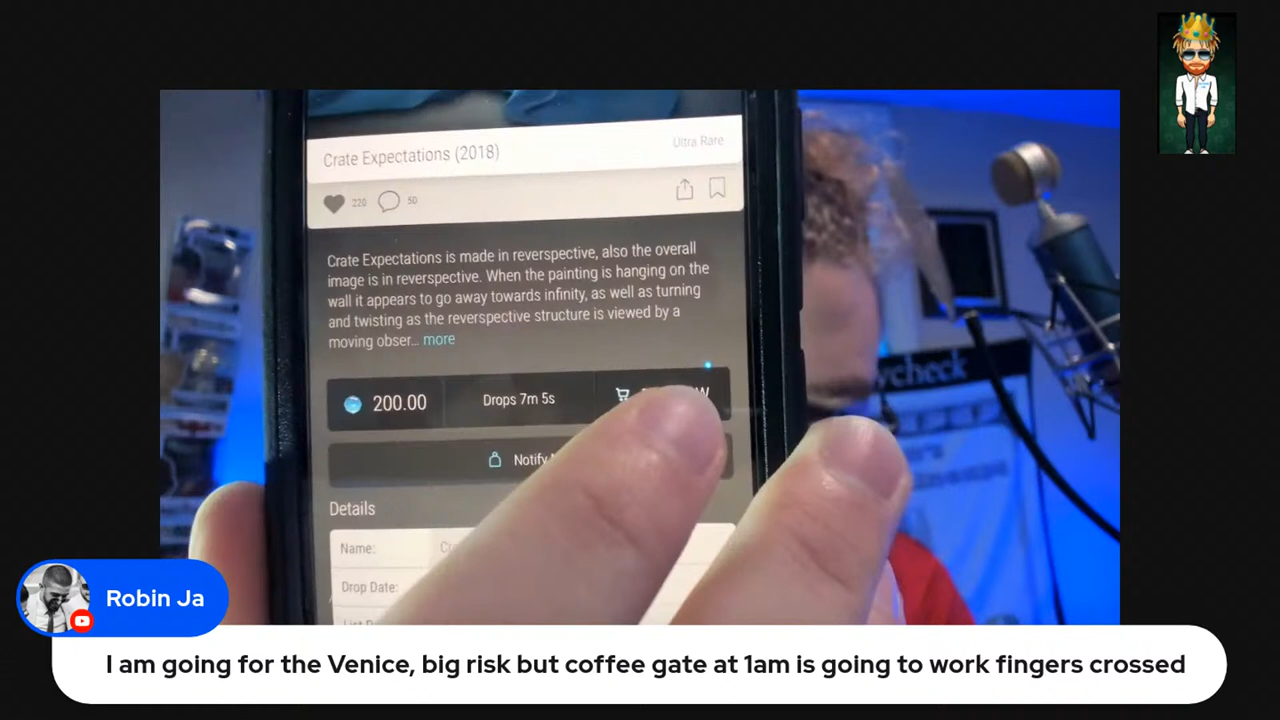 Crate Expectations (2018)
Ultra Rare
220
50
Crate Expectations is made in reverspective, also the overall
image is in reverspective. When the painting is hanging on the
wall it appears to go away towards infinity, as well as turning
and twisting as the reverspective structure is viewed by a
moving obser... more
200.00
Drops 7m 5s
Notify
Details
Name:
Drop Date:
Robin Ja
I am going for the Venice, big risk but coffee gate at 1am is going to work fingers crossed